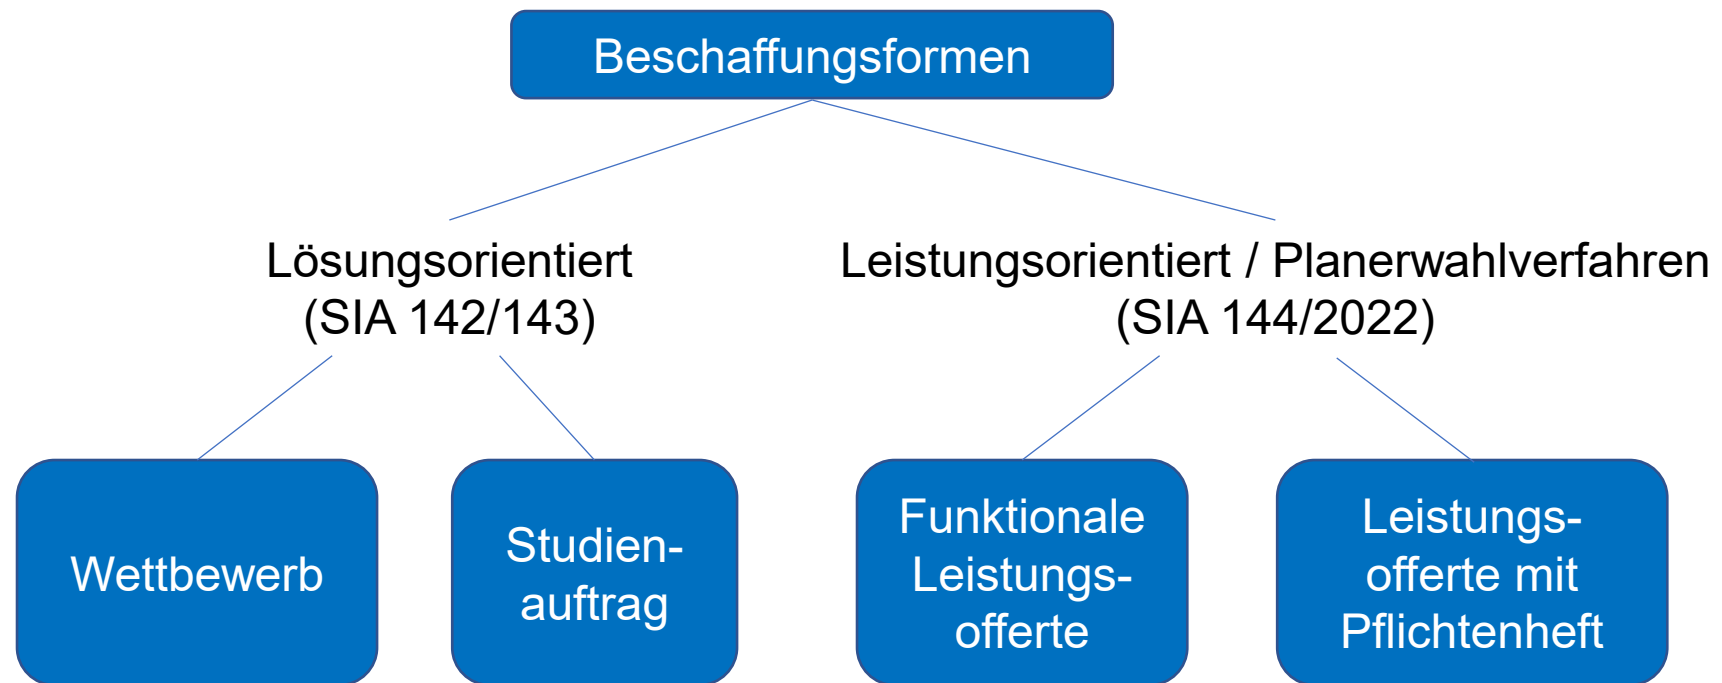 Beschaffungsformen
Lösungsorientiert
(SIA 142/143)
Leistungsorientiert / Planerwahlverfahren
(SIA 144/2022)
Wettbewerb
Studien-
auftrag
Funktionale
Leistungs-
offerte
Leistungs-
offerte mit
Pflichtenheft